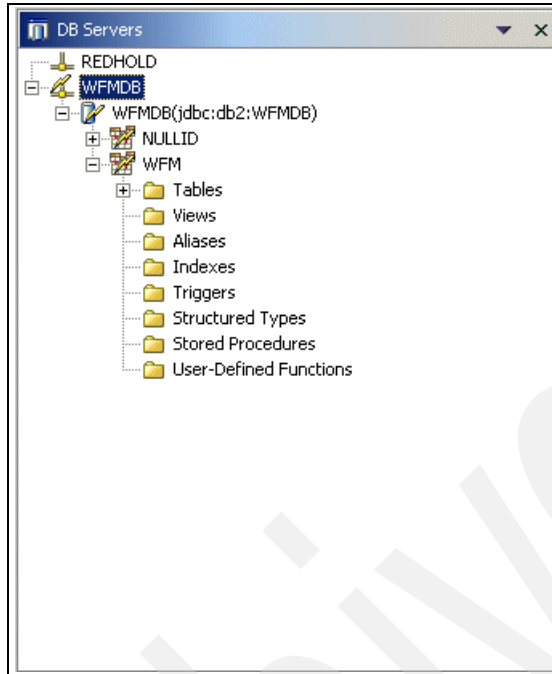 DB Servers
REDHOLD
WFMDB
WFMDB(jdbc:db2:WFMDB)
NULLID
WFM
Tables
Views
Aliases
Indexes
Triggers
Structured Types
Stored Procedures
User-Defined Functions